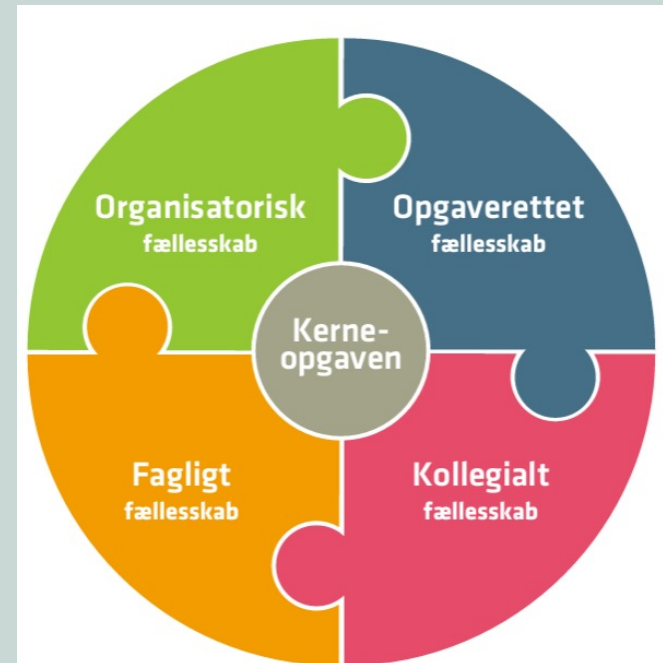 Organisatorisk
fællesskab
Opgaverettet
fællesskab
Kerne-
opgaven
Fagligt
fællesskab
Kollegialt
fællesskab